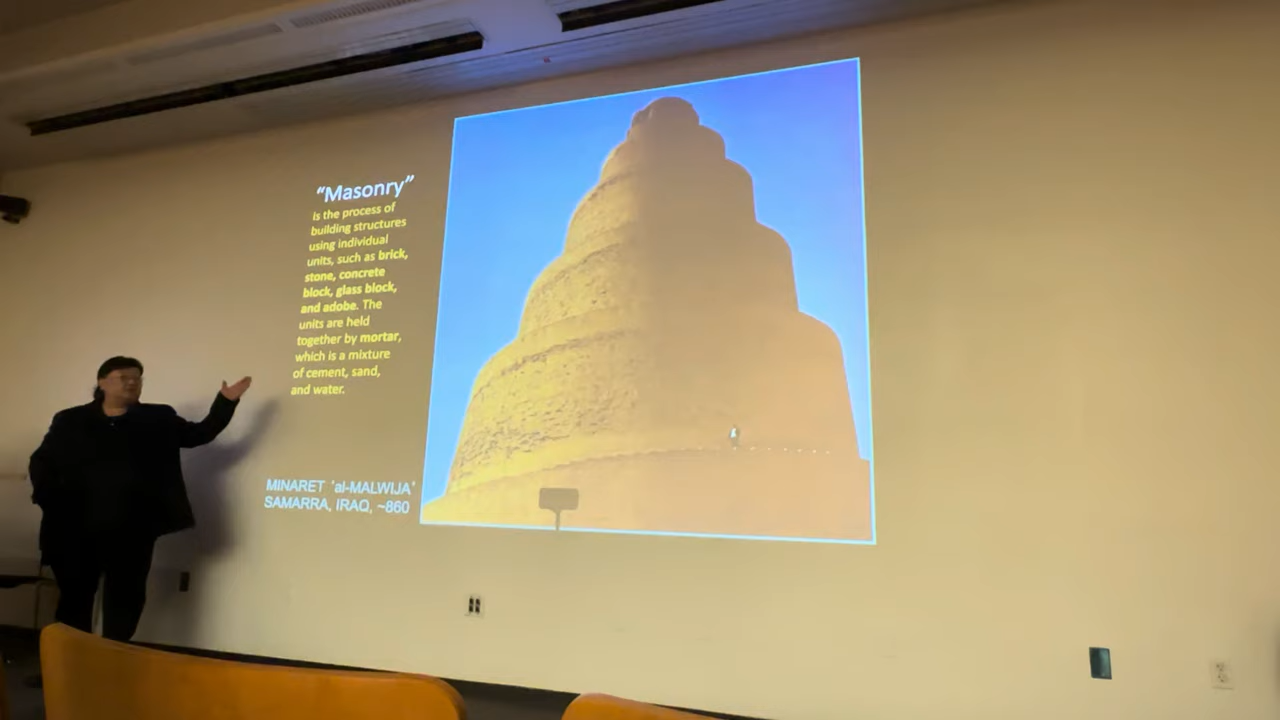 “Masonry”
is the process of
building structures
using individual
units, such as brick,
stone, concrete
block, glass block,
and adobe. The
units are held
together by mortar,
which is a mixture
of cement, sand,
and water.
MINARET ‘al-MALWIJA’
SAMARRA, IRAQ, ~860